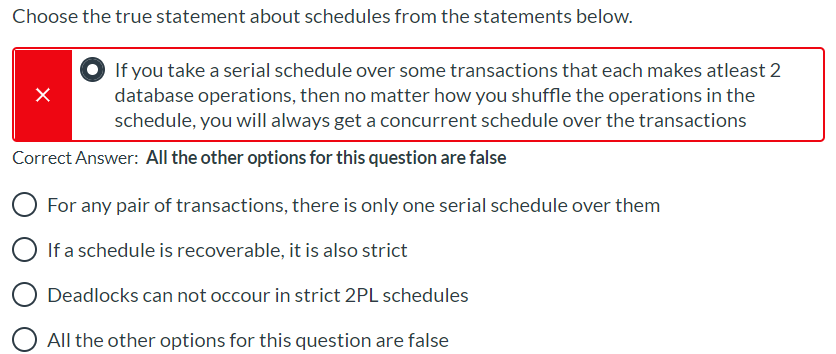 Choose the true statement about schedules from the statements below.
If you take a serial schedule over some transactions that each makes atleast 2
database operations, then no matter how you shuffle the operations in the
schedule, you will always get a concurrent schedule over the transactions
Correct Answer: All the other options for this question are false
For any pair of transactions, there is only one serial schedule over them
If a schedule is recoverable, it is also strict
Deadlocks can not occour in strict 2PL schedules
All the other options for this question are false